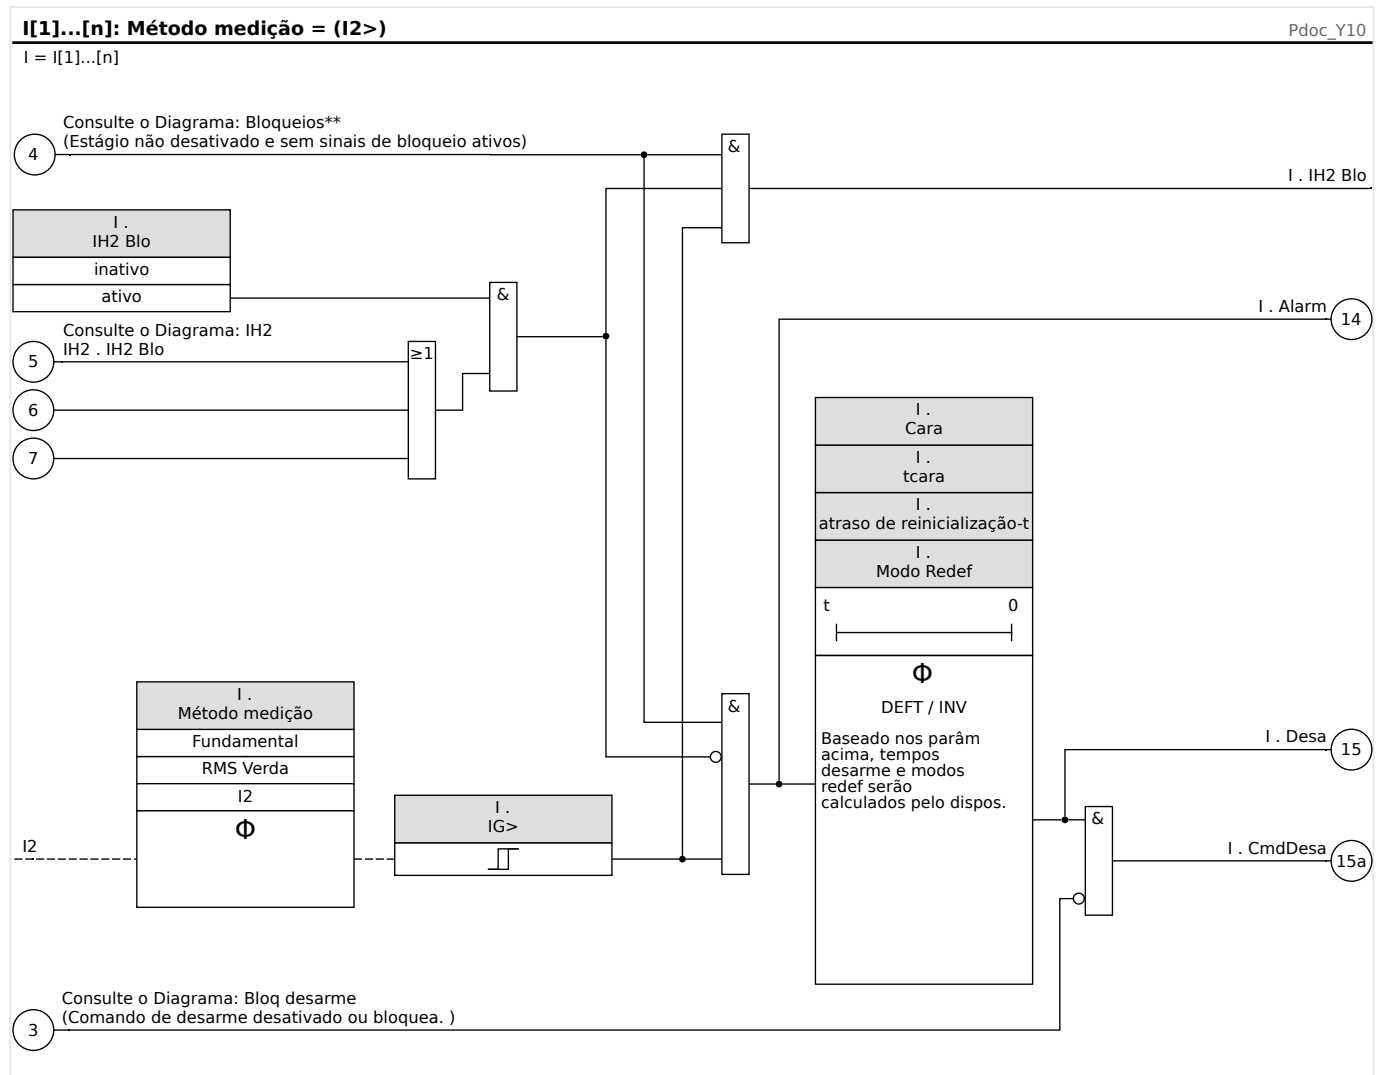 I[1]...[n]: Método medição = (I2>)
Pdoc_Y10
I = I[1]...[n]
Consulte o Diagrama: Bloqueios**
(Estágio não desativado e sem sinais de bloqueio ativos)
4
&
I . IH2 Blo
I .
IH2 Blo
inativo
ativo
&
I . Alarm
14
Consulte o Diagrama: IH2
IH2 . IH2 Blo
5
≥1
6
7
I .
Cara
I .
tcara
I .
atraso de reinicialização-t
I .
Modo Redef
t
0
Φ
DEFT / INV
Baseado nos parâm
acima, tempos
desarme e modos
redef serão
calculados pelo dispos.
I .
Método medição
Fundamental
RMS Verda
I2
Φ
I2
I .
IG>
&
I . Desa
15
&
I . CmdDesa
15a
Consulte o Diagrama: Bloq desarme
(Comando de desarme desativado ou bloquea. )
3